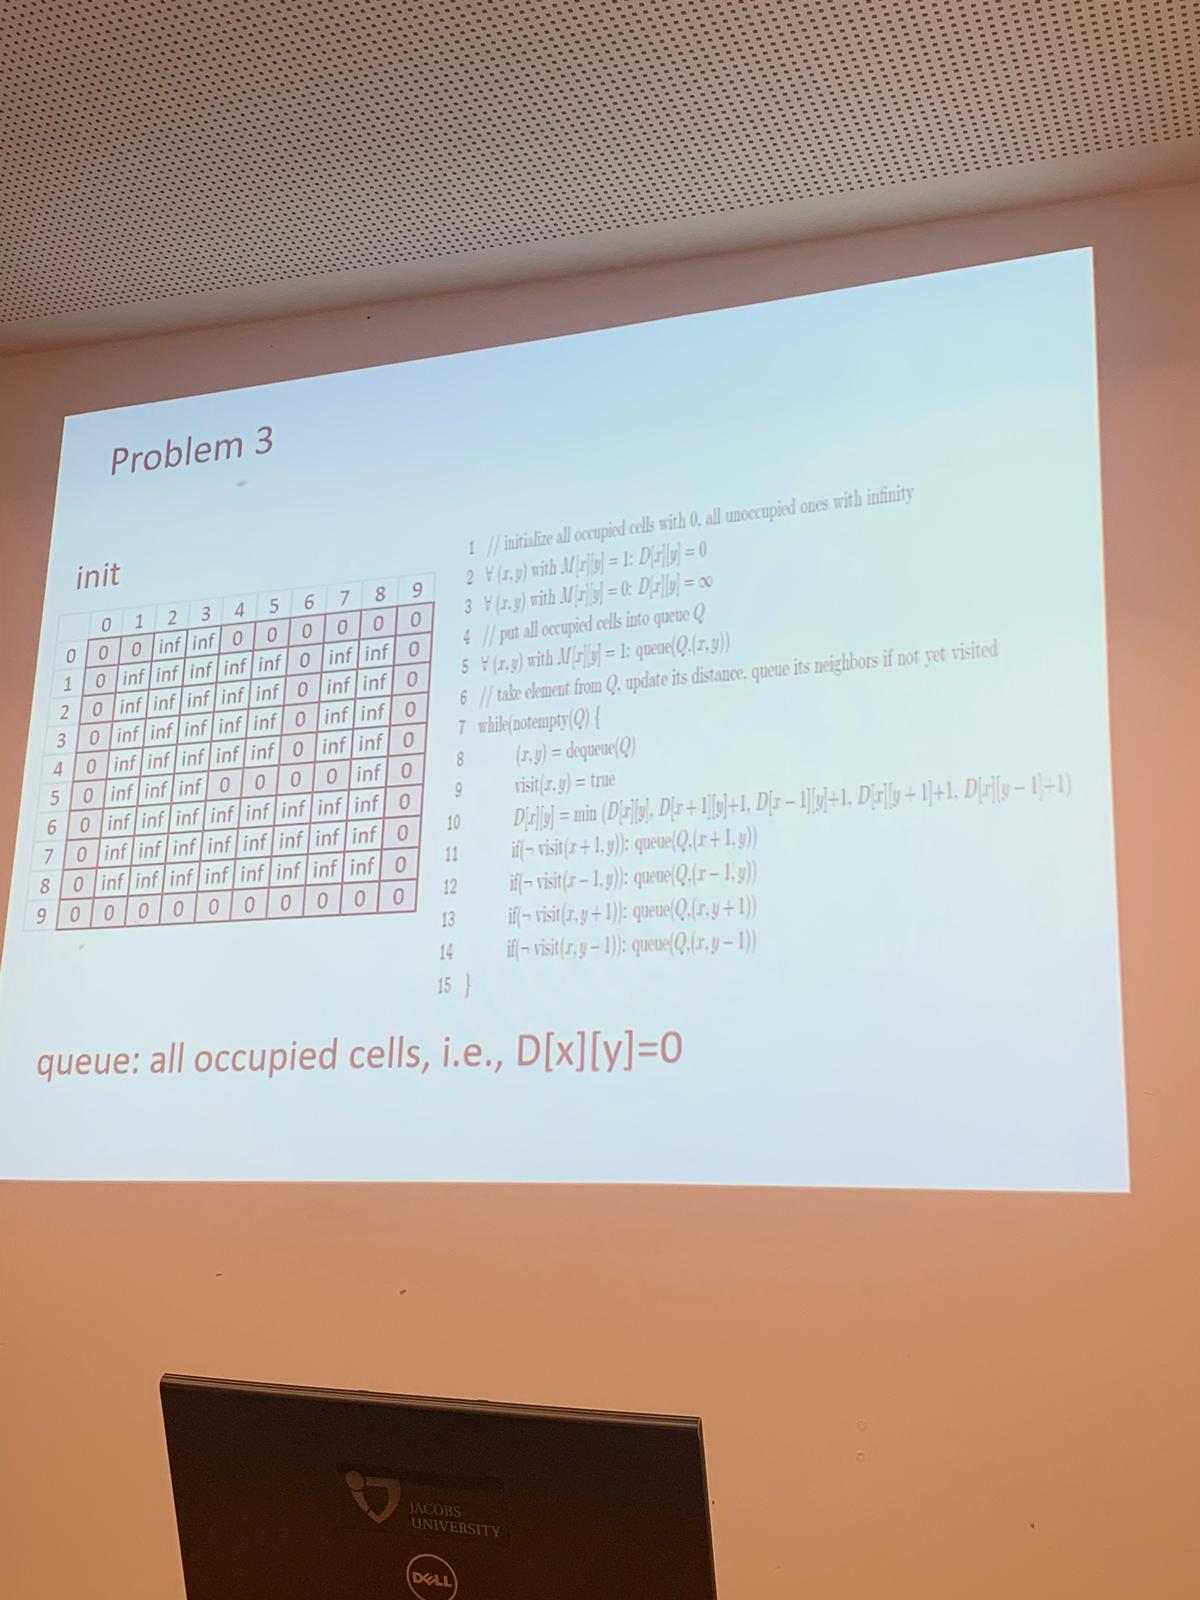 Problem 3
init
0 1 2 3 4 5 6 7 8 9
0 0 0 inf inf 0 0 0 0 0 0
1 0 inf inf inf inf inf 0 inf inf 0
2 0 inf inf inf inf inf 0 inf inf 0
3 0 inf inf inf inf inf 0 inf inf 0
4 0 inf inf inf inf inf 0 inf inf 0
5 0 inf inf inf 0 0 0 0 inf 0
6 0 inf inf inf inf inf inf inf inf 0
7 0 inf inf inf inf inf inf inf inf 0
8 0 inf inf inf inf inf inf inf inf 0
9 0 0 0 0 0 0 0 0 0 0
1 // initialize all occupied cells with 0, all unoccupied ones with infinity
2 ∀ (x,y) with M[x][y] = 1: D[x][y] = 0
3 ∀ (x,y) with M[x][y] = 0: D[x][y] = ∞
4 // put all occupied cells into queue Q
5 ∀ (x,y) with M[x][y] = 1: queue(Q,(x,y))
6 // take element from Q, update its distance, queue its neighbors if not yet visited
7 while(notempty(Q) {
8 (x,y) = dequeue(Q)
9 visit(x,y) = true
10 D[x][y] = min (D[x][y], D[x+1][y]+1, D[x−1][y]+1, D[x][y+1]+1, D[x][y−1]+1)
11 if(¬ visit(x+1,y)): queue(Q,(x+1,y))
12 if(¬ visit(x−1,y)): queue(Q,(x−1,y))
13 if(¬ visit(x,y+1)): queue(Q,(x,y+1))
14 if(¬ visit(x,y−1)): queue(Q,(x,y−1))
15 }
queue: all occupied cells, i.e., D[x][y]=0
JACOBS
UNIVERSITY
DELL